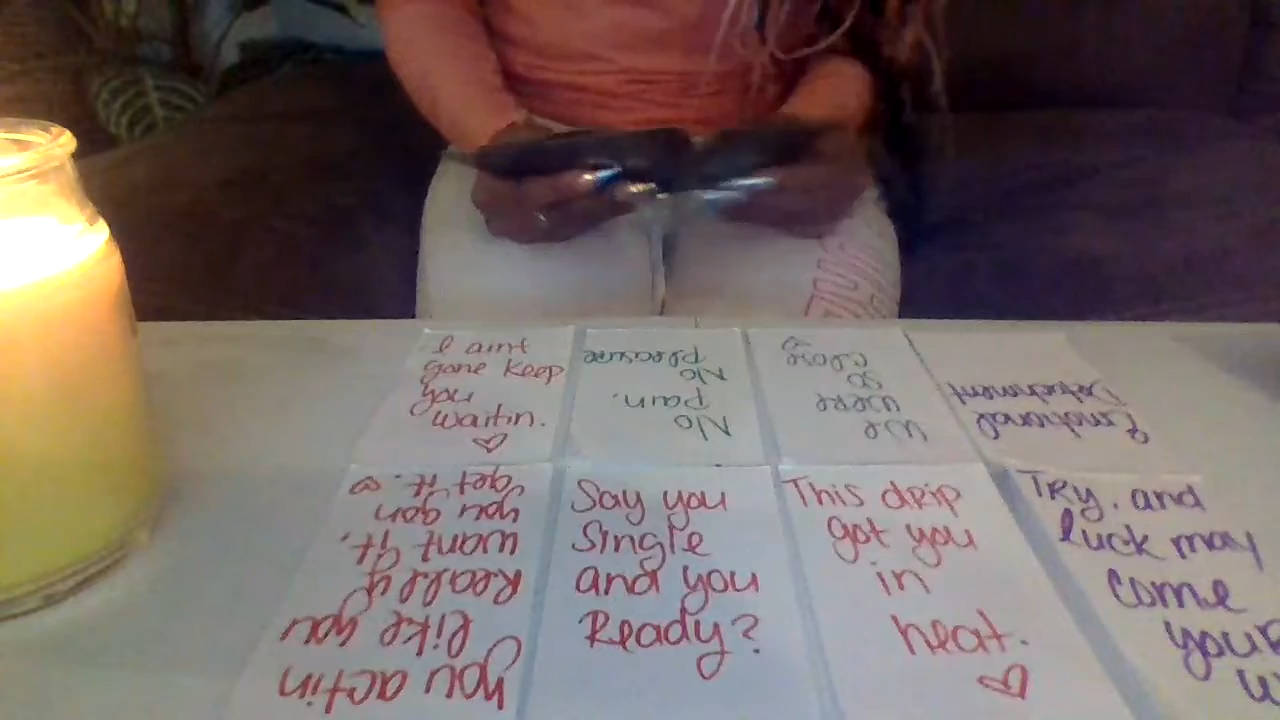 I aint
gone keep
you
waitin.
No
pain.
No
pleasure
We
were
so
close
Emotional
Detachment
you actin
like you
Really
want it,
you gon
get it.
Say you
Single
and you
Ready?
This drip
got you
in
heat.
TRY. and
luck may
come